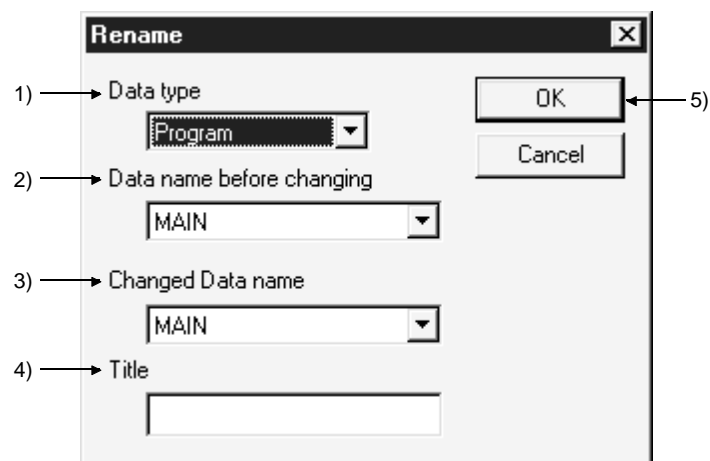 Rename
1) Data type
OK
5)
Program
Cancel
2) Data name before changing
MAIN
3) Changed Data name
MAIN
4) Title